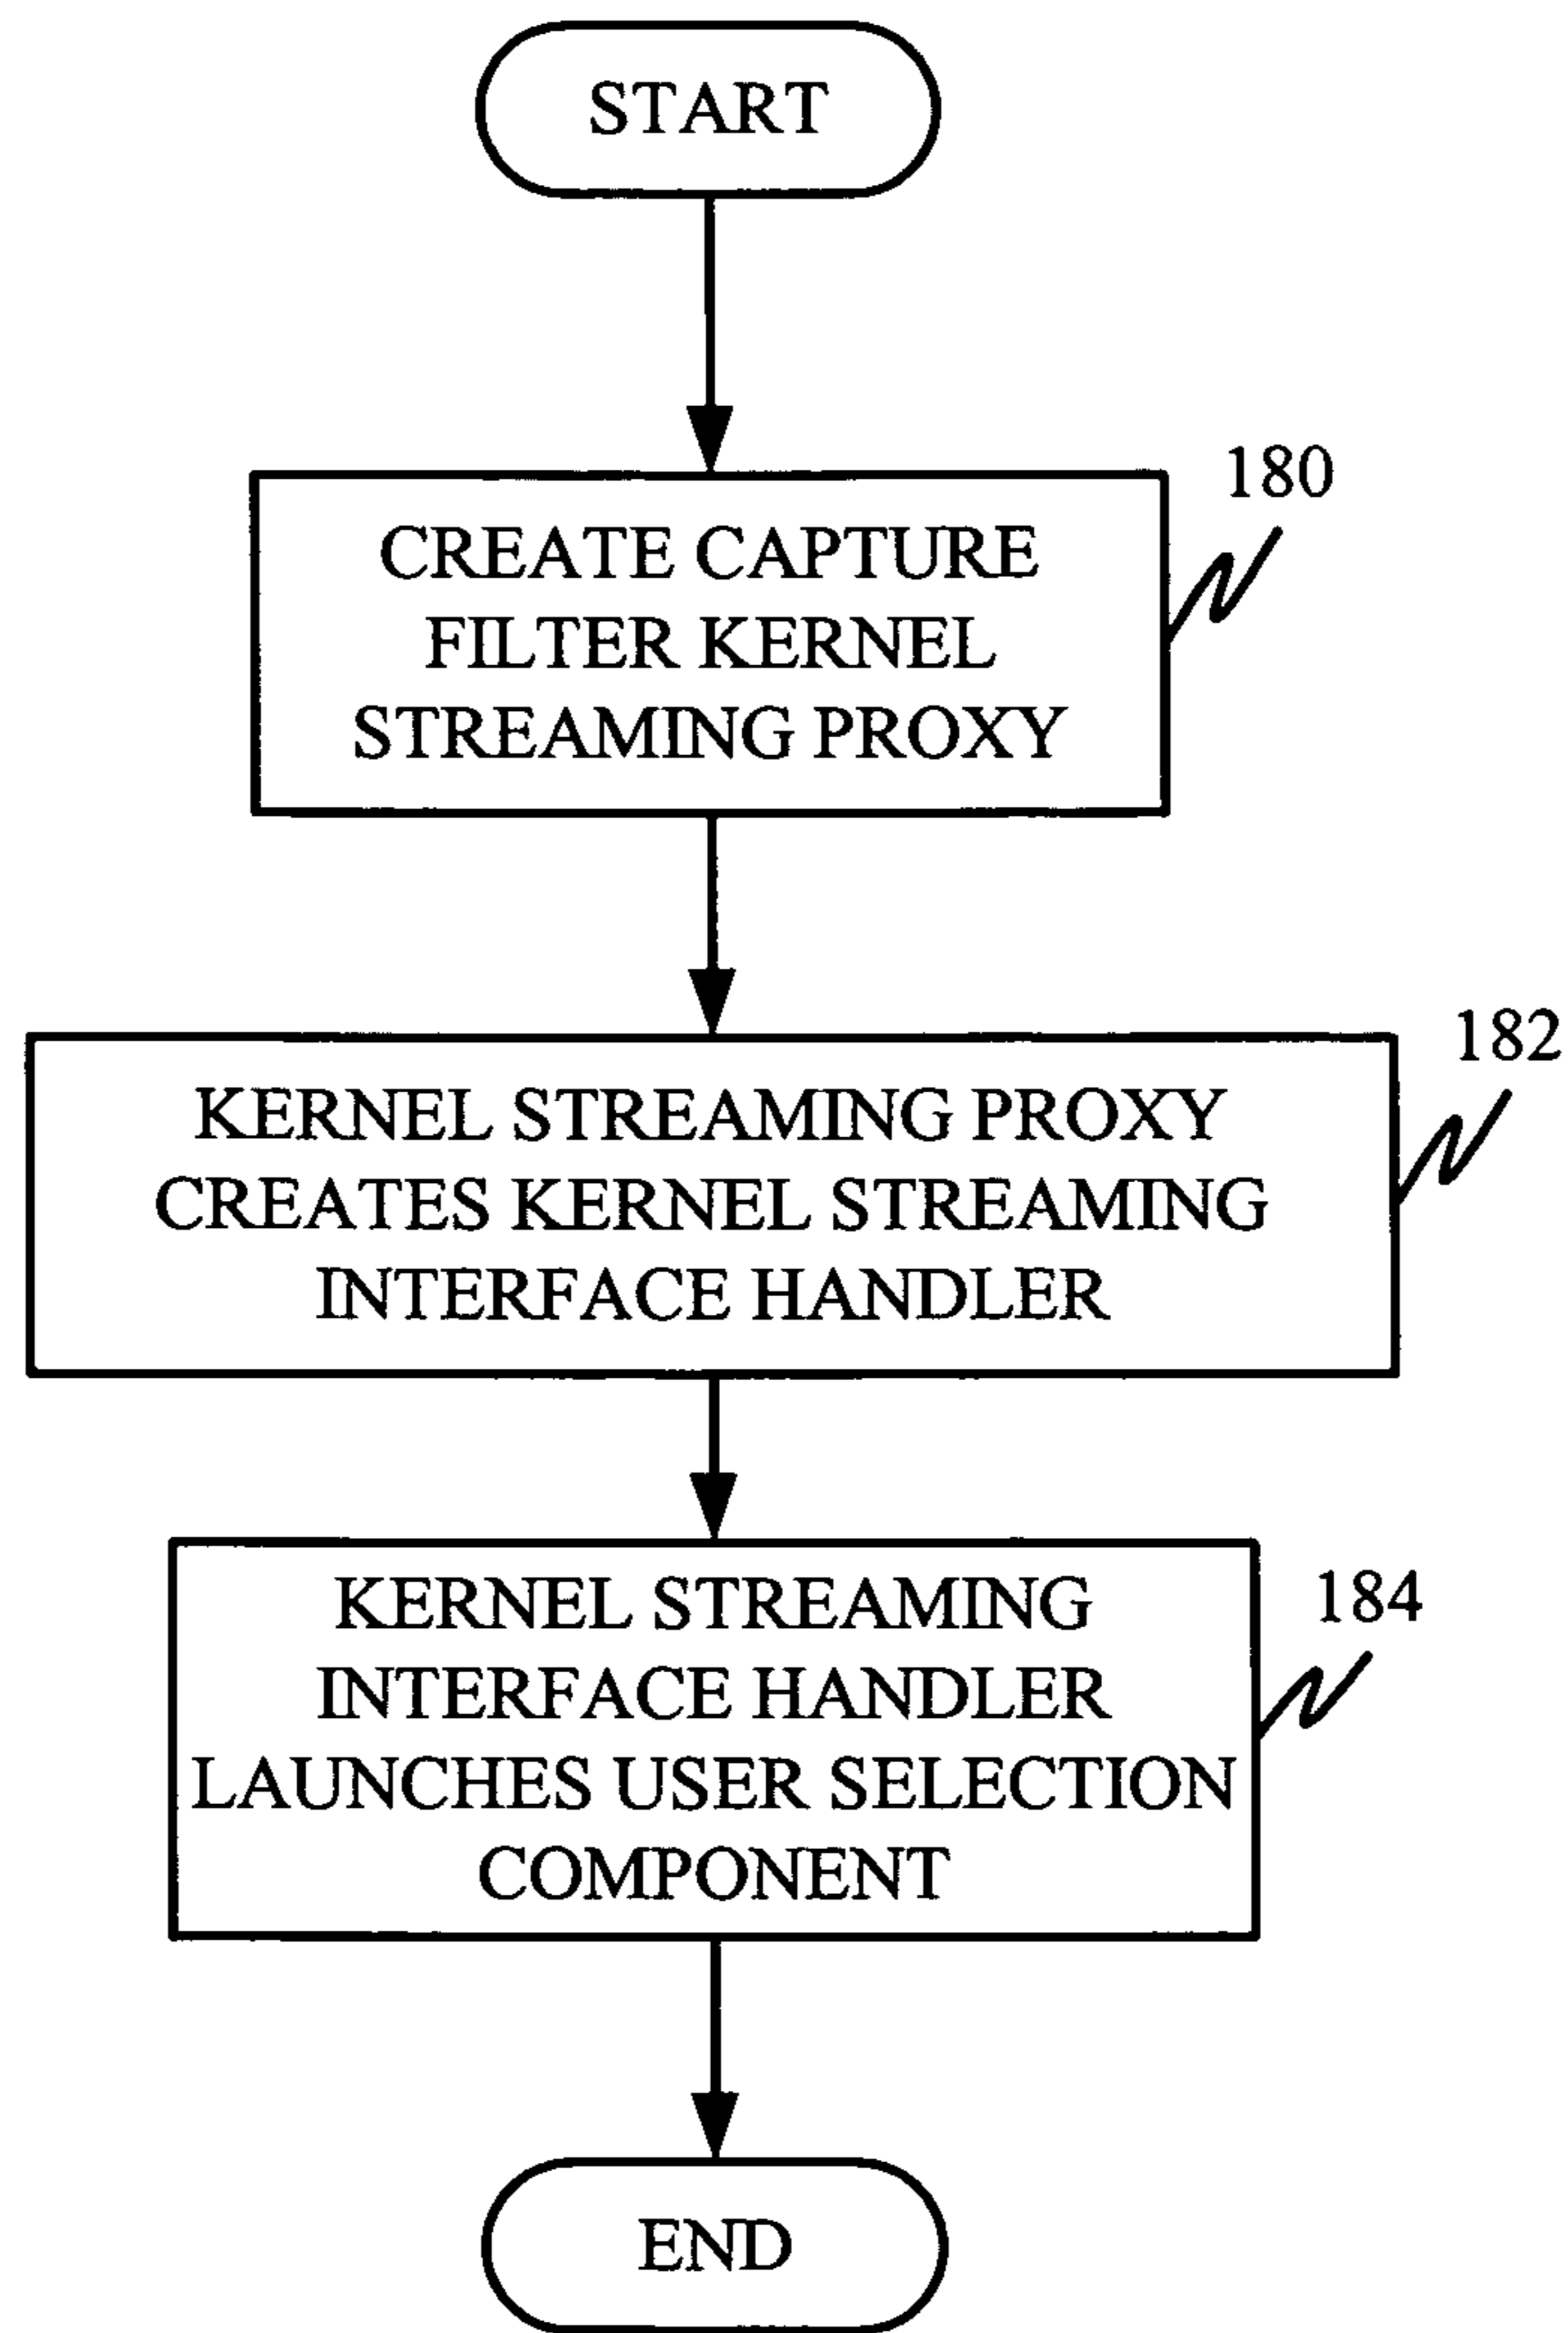 START
180
CREATE CAPTURE
FILTER KERNEL
STREAMING PROXY
182
KERNEL STREAMING PROXY
CREATES KERNEL STREAMING
INTERFACE HANDLER
184
KERNEL STREAMING
INTERFACE HANDLER
LAUNCHES USER SELECTION
COMPONENT
END